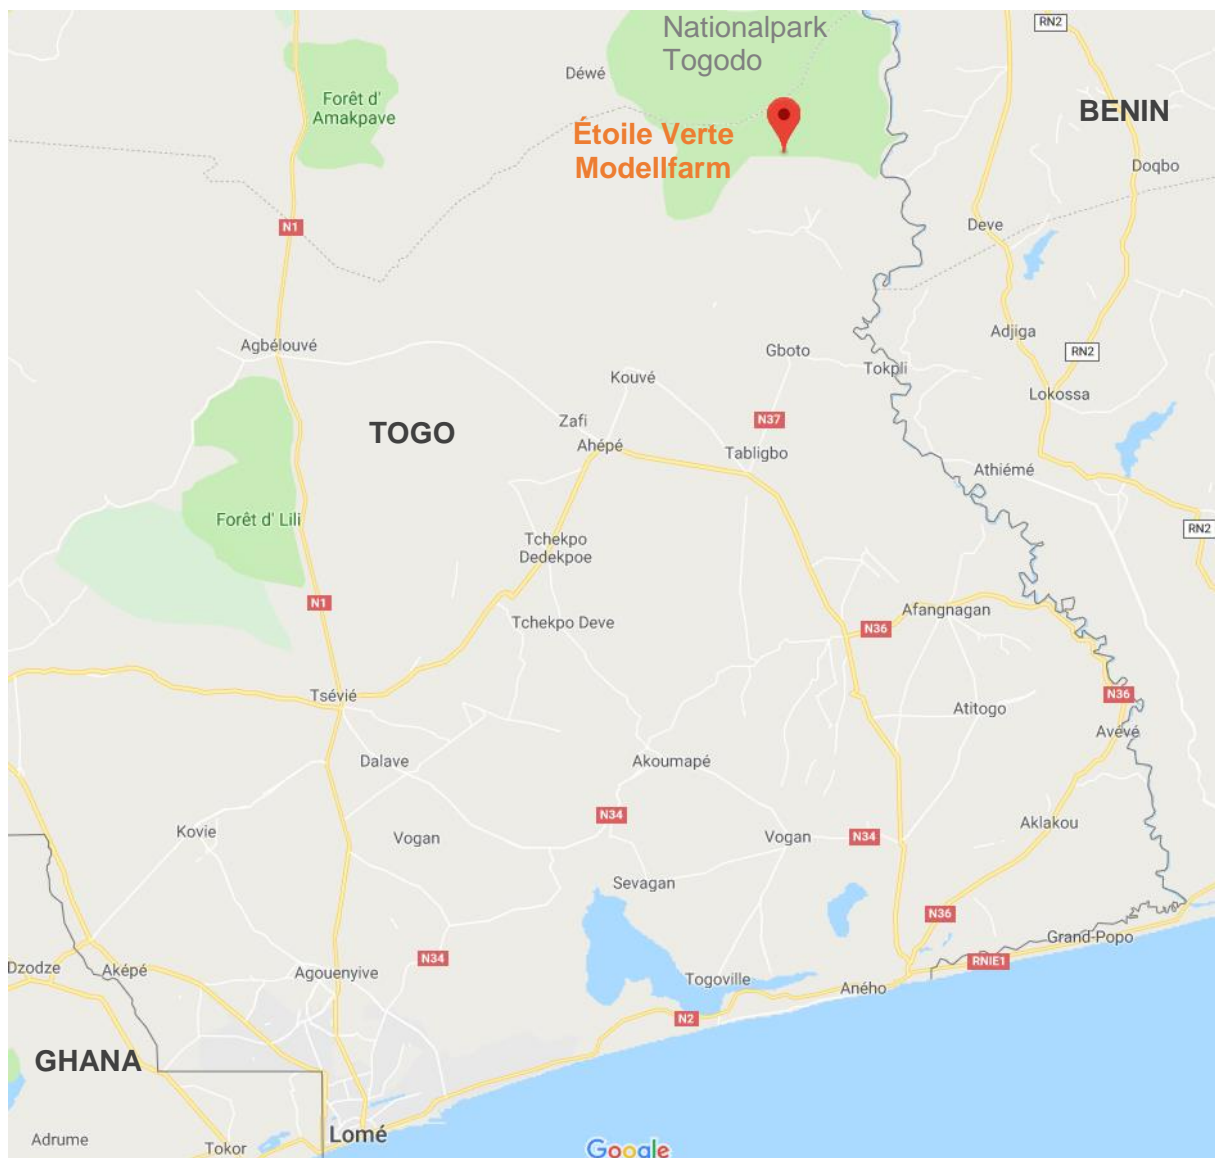 Nationalpark
Togodo
RN2
Déwé
Forêt d'
Amakpave
BENIN
Étoile Verte
Modellfarm
Doqbo
N1
Deve
Agbélouvé
Gboto
Adjiga
RN2
Tokpli
Kouvé
Lokossa
Zafi
N37
TOGO
Ahépé
Tabligbo
Athiémé
Forêt d' Lili
RN2
Tchekpo
Dedekpoe
N1
Afangnagan
Tchekpo Deve
N36
Tsévié
N36
Atitogo
Avévé
Dalave
Akoumapé
N34
Aklakou
Kovie
Vogan
Vogan
N34
Sevagan
N36
Grand-Popo
N34
RNIE1
Dzodze
Aképé
Agouenyive
Togoville
Aného
N2
GHANA
Lomé
Adrume
Tokor
Google